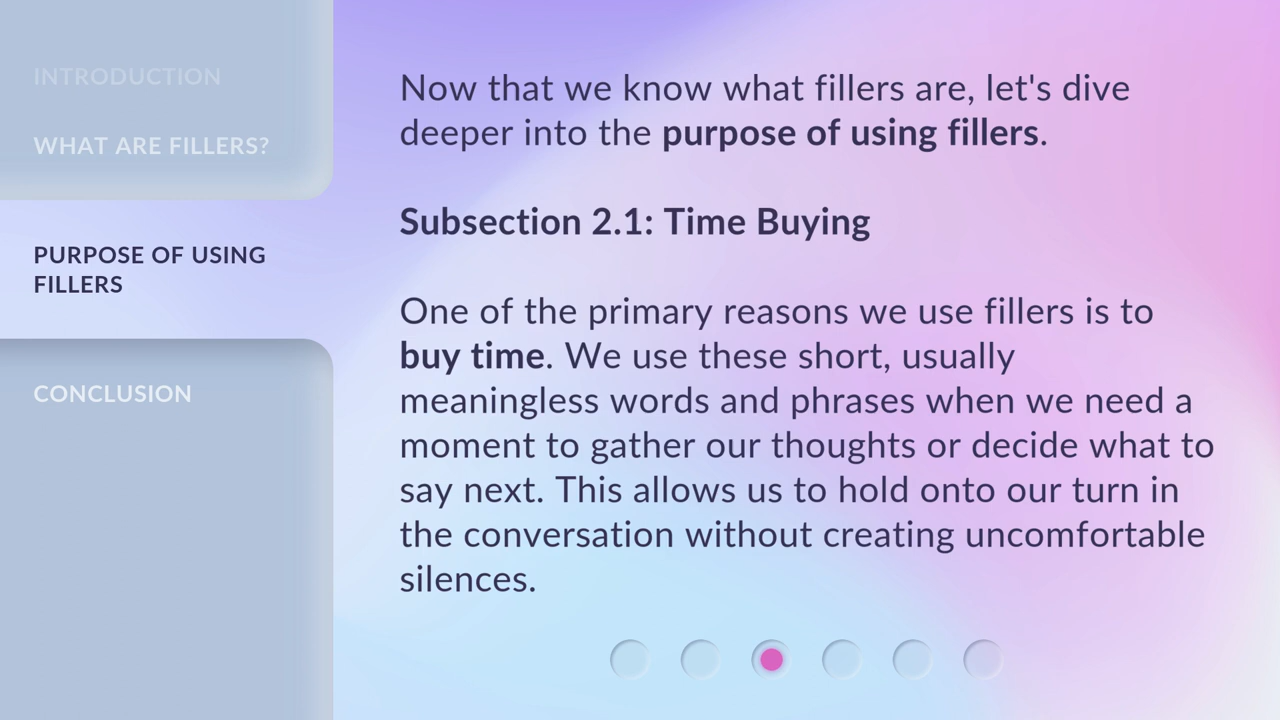 INTRODUCTION
WHAT ARE FILLERS?
PURPOSE OF USING
FILLERS
CONCLUSION
Now that we know what fillers are, let's dive
deeper into the purpose of using fillers.
Subsection 2.1: Time Buying
One of the primary reasons we use fillers is to
buy time. We use these short, usually
meaningless words and phrases when we need a
moment to gather our thoughts or decide what to
say next. This allows us to hold onto our turn in
the conversation without creating uncomfortable
silences.